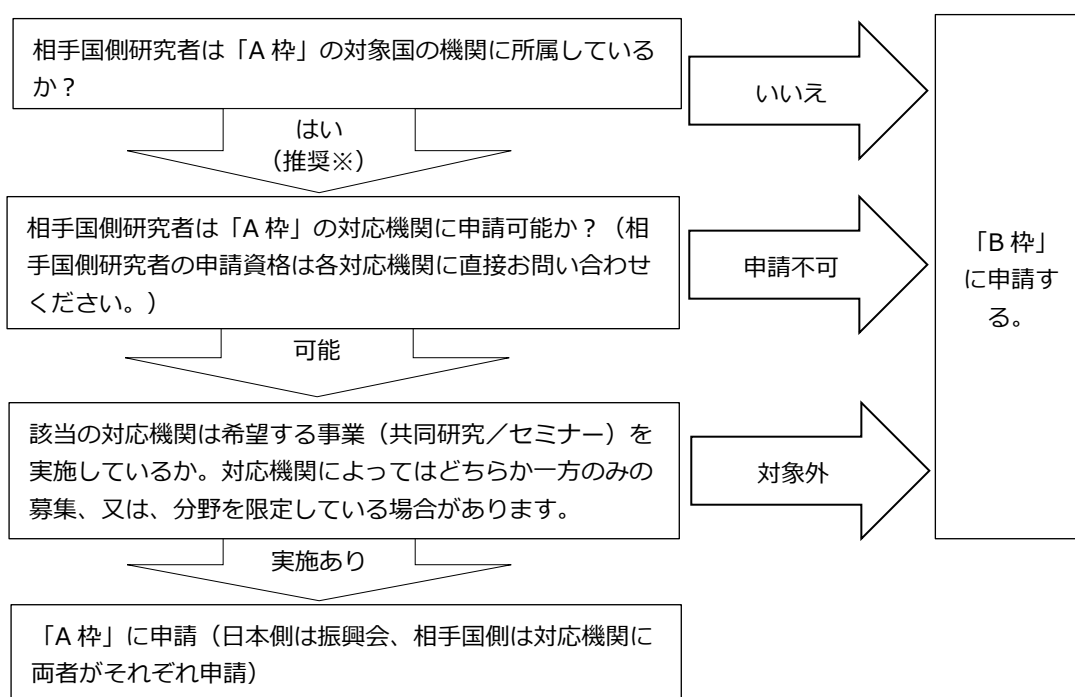 相手国側研究者は「A 枠」の対象国の機関に所属している
か？
いいえ
はい
（推奨※）
相手国側研究者は「A 枠」の対応機関に申請可能か？（相
手国側研究者の申請資格は各対応機関に直接お問い合わせ
ください。）
申請不可
「B 枠」
に申請す
る。
可能
該当の対応機関は希望する事業（共同研究／セミナー）を
実施しているか。対応機関によってはどちらか一方のみの
募集、又は、分野を限定している場合があります。
対象外
実施あり
「A 枠」に申請（日本側は振興会、相手国側は対応機関に
両者がそれぞれ申請）